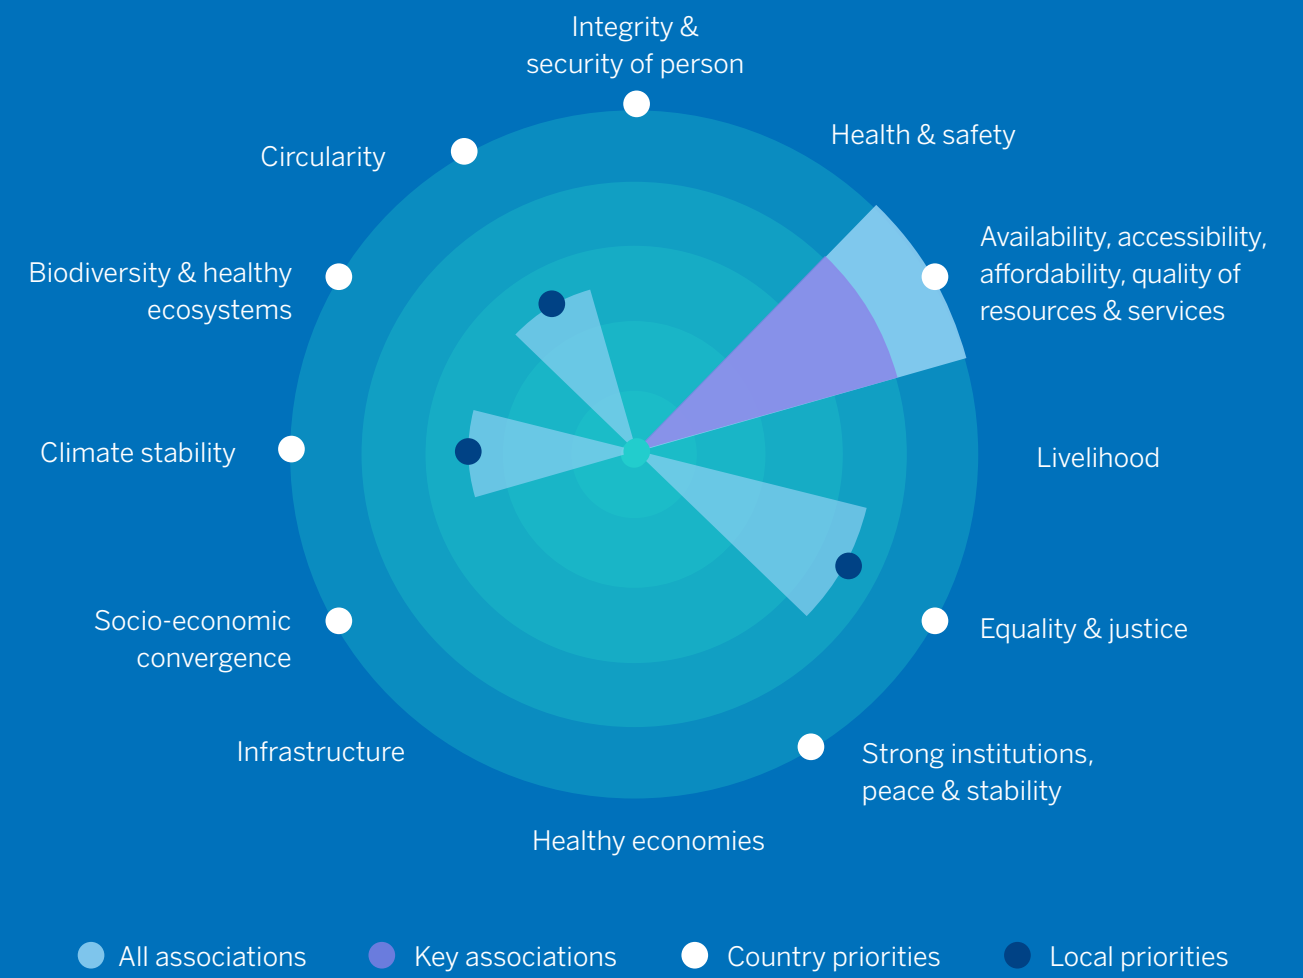 Integrity &
security of person
Health & safety
Circularity
Availability, accessibility,
affordability, quality of
resources & services
Biodiversity & healthy
ecosystems
Climate stability
Livelihood
Socio-economic
convergence
Equality & justice
Infrastructure
Strong institutions,
peace & stability
Healthy economies
All associations
Key associations
Country priorities
Local priorities